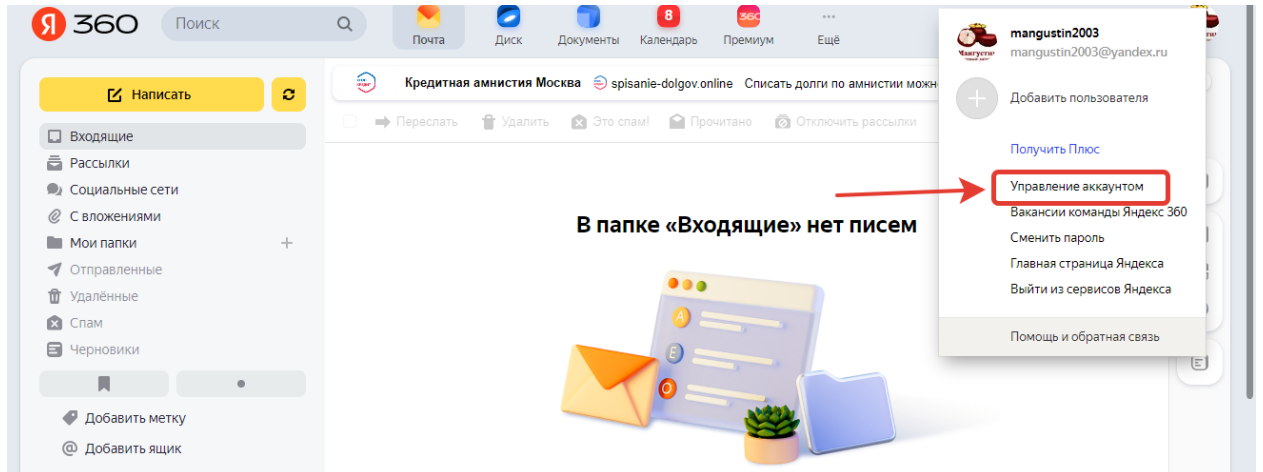 Я 360
Поиск
Почта
Диск
Документы
8
Календарь
360
Премиум
Ещё
Написать
Входящие
Рассылки
Социальные сети
С вложениями
Мои папки
Отправленные
Удалённые
Спам
Черновики
Добавить метку
@ Добавить ящик
Кредитная амнистия Москва spisanie-dolgov.online Списать долги по амнистии можн
Переслать Удалить Это спам! Прочитано Отключить рассылки
В папке «Входящие» нет писем
А
Е
О
Мангустин
mangustin2003
mangustin2003@yandex.ru
Добавить пользователя
Получить Плюс
Управление аккаунтом
Вакансии команды Яндекс 360
Сменить пароль
Главная страница Яндекса
Выйти из сервисов Яндекса
Помощь и обратная связь